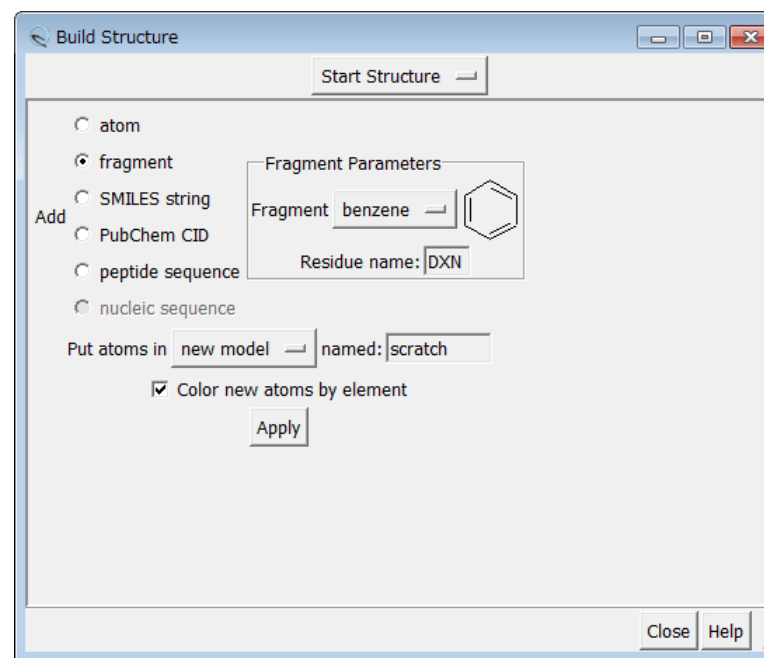 Build Structure
Start Structure
atom
fragment
Fragment Parameters
SMILES string
Fragment benzene
Add
PubChem CID
Residue name: DXN
peptide sequence
nucleic sequence
Put atoms in new model named: scratch
Color new atoms by element
Apply
Close Help